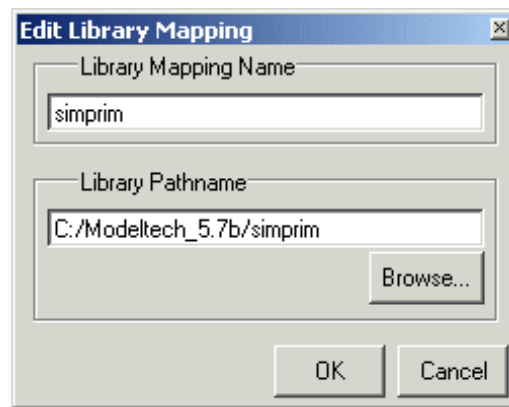 Edit Library Mapping
Library Mapping Name
simprim
Library Pathname
C:/Modeltech_5.7b/simprim
Browse...
OK Cancel